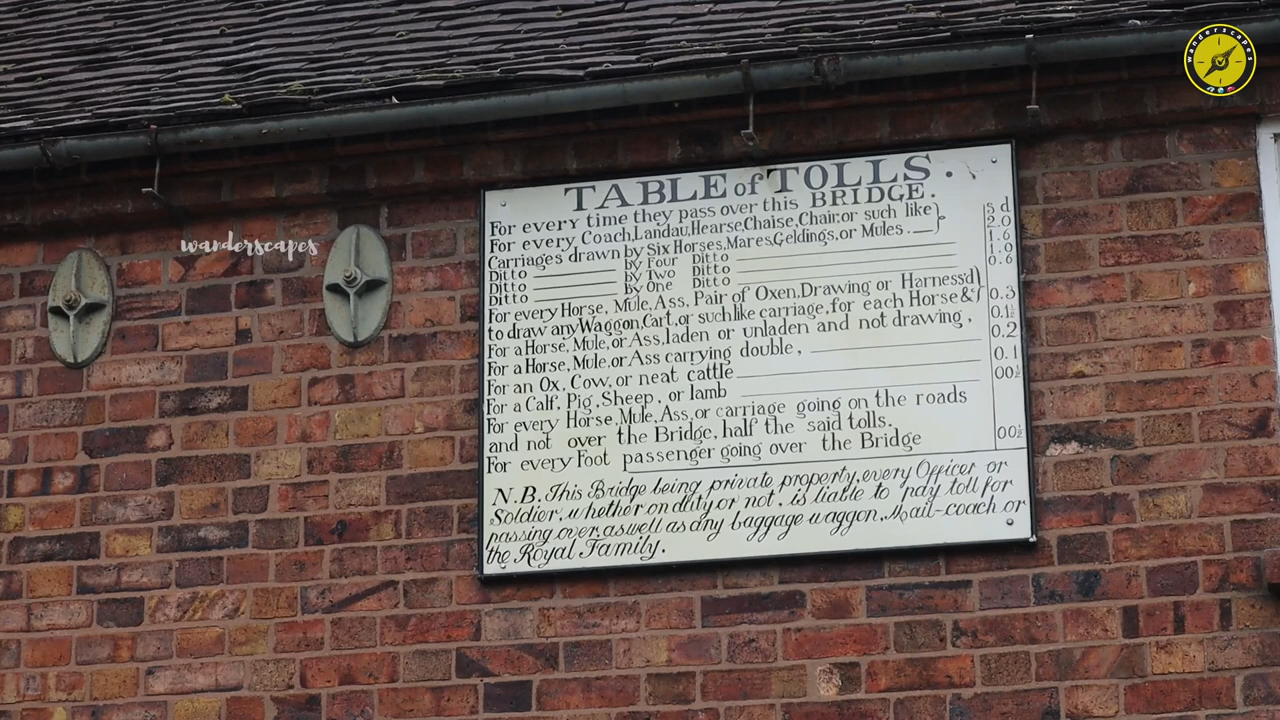 wanderscapes
wanderscapes
TABLE of TOLLS.
For every time they pass over this BRIDGE.
For every Coach, Landau, Hearse, Chaise, Chair, or such like } s d
Carriages drawn by Six Horses, Mares, Geldings, or Mules. 2.0
Ditto by Four Ditto 1.6
Ditto by Two Ditto 1.0
Ditto by One Ditto 0.6
For every Horse, Mule, Ass, Pair of Oxen, Drawing or Harness'd }
to draw any Waggon, Cart, or suchlike carriage, for each Horse & 0.3
For a Horse, Mule, or Ass, laden or unladen and not drawing, 0.1½
For a Horse, Mule, or Ass carrying double, 0.2
For an Ox, Cow, or neat cattle 0.1
For a Calf, Pig, Sheep, or lamb 00½
For every Horse, Mule, Ass, or carriage going on the roads
and not over the Bridge, half the said tolls.
For every Foot passenger going over the Bridge 00½
N.B. This Bridge being private property, every Officer or
Soldier, whether on duty or not, is liable to pay toll for
passing over, as well as any baggage waggon, Mail-coach or
the Royal Family.